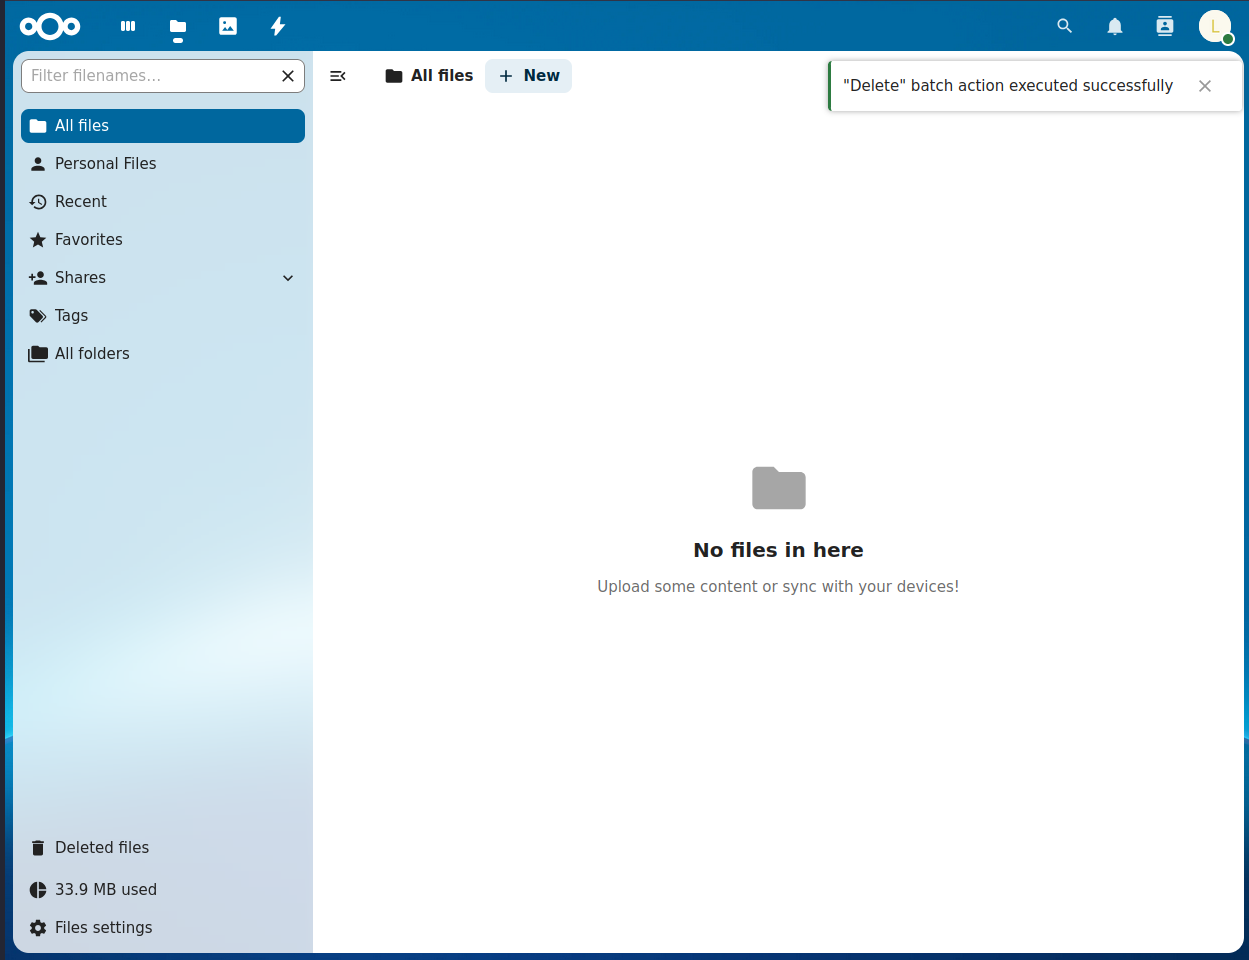 L
Filter filenames...
All files
New
"Delete" batch action executed successfully
All files
Personal Files
Recent
Favorites
Shares
Tags
All folders
No files in here
Upload some content or sync with your devices!
Deleted files
33.9 MB used
Files settings